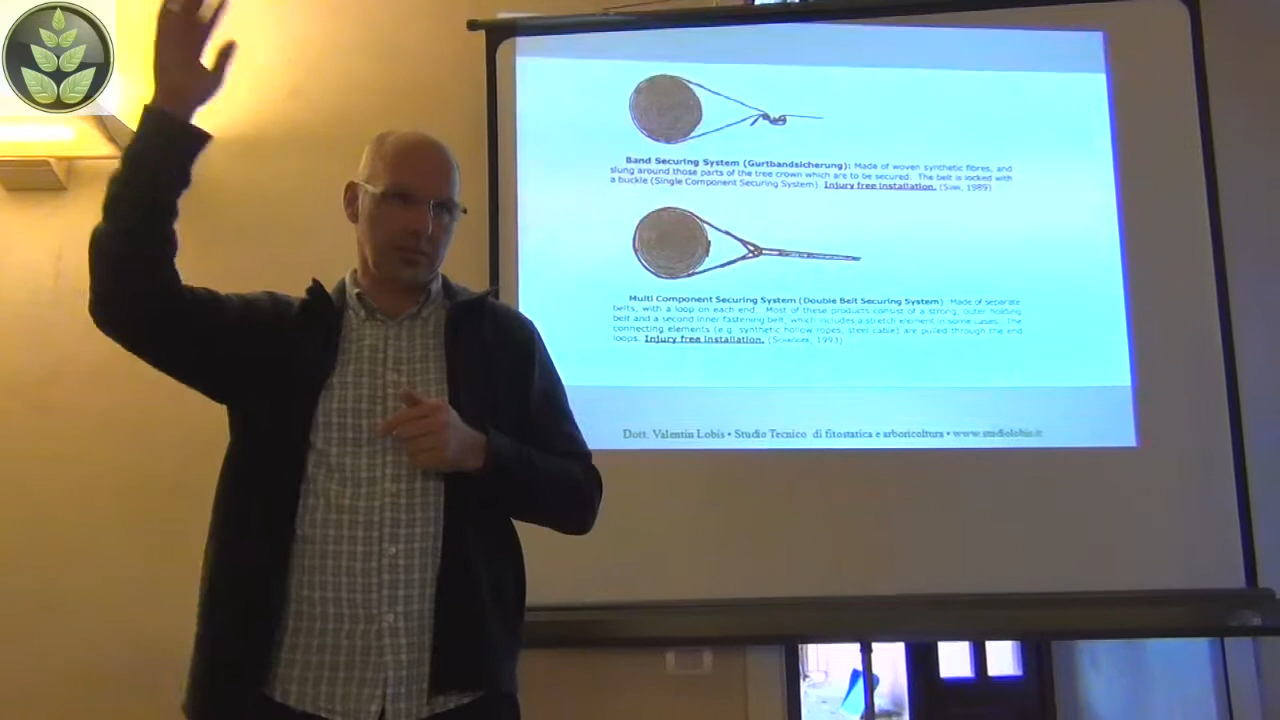 Band Securing System (Gurtbandsicherung): Made of woven synthetic fibres, and
slung around those parts of the tree crown which are to be secured. The belt is locked with
a buckle (Single Component Securing System). Injury free installation. (Sinn, 1989)
Multi Component Securing System (Double Belt Securing System). Made of separate
belts, with a loop on each end. Most of these products consist of a strong, outer holding
belt and a second inner fastening belt, which includes a stretch element in some cases. The
connecting elements (e.g. synthetic hollow ropes, steel cable) are pulled through the end
loops. Injury free installation. (Schröder, 1993)
Dott. Valentin Lobis • Studio Tecnico di fitostatica e arboricoltura • www.studiolobis.it